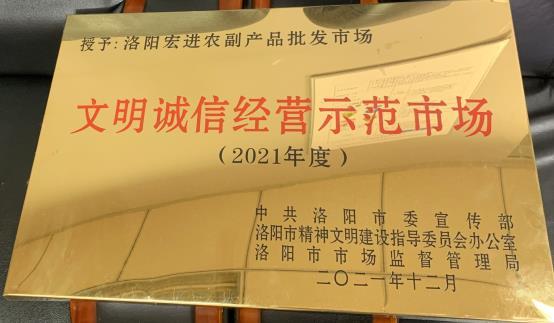 授予:洛阳宏进农副产品批发市场
文明诚信经营示范市场
(2021年度)
中共洛阳市委宣传部
洛阳市精神文明建设指导委员会办公室
洛阳市市场监督管理局
二〇二一年十二月